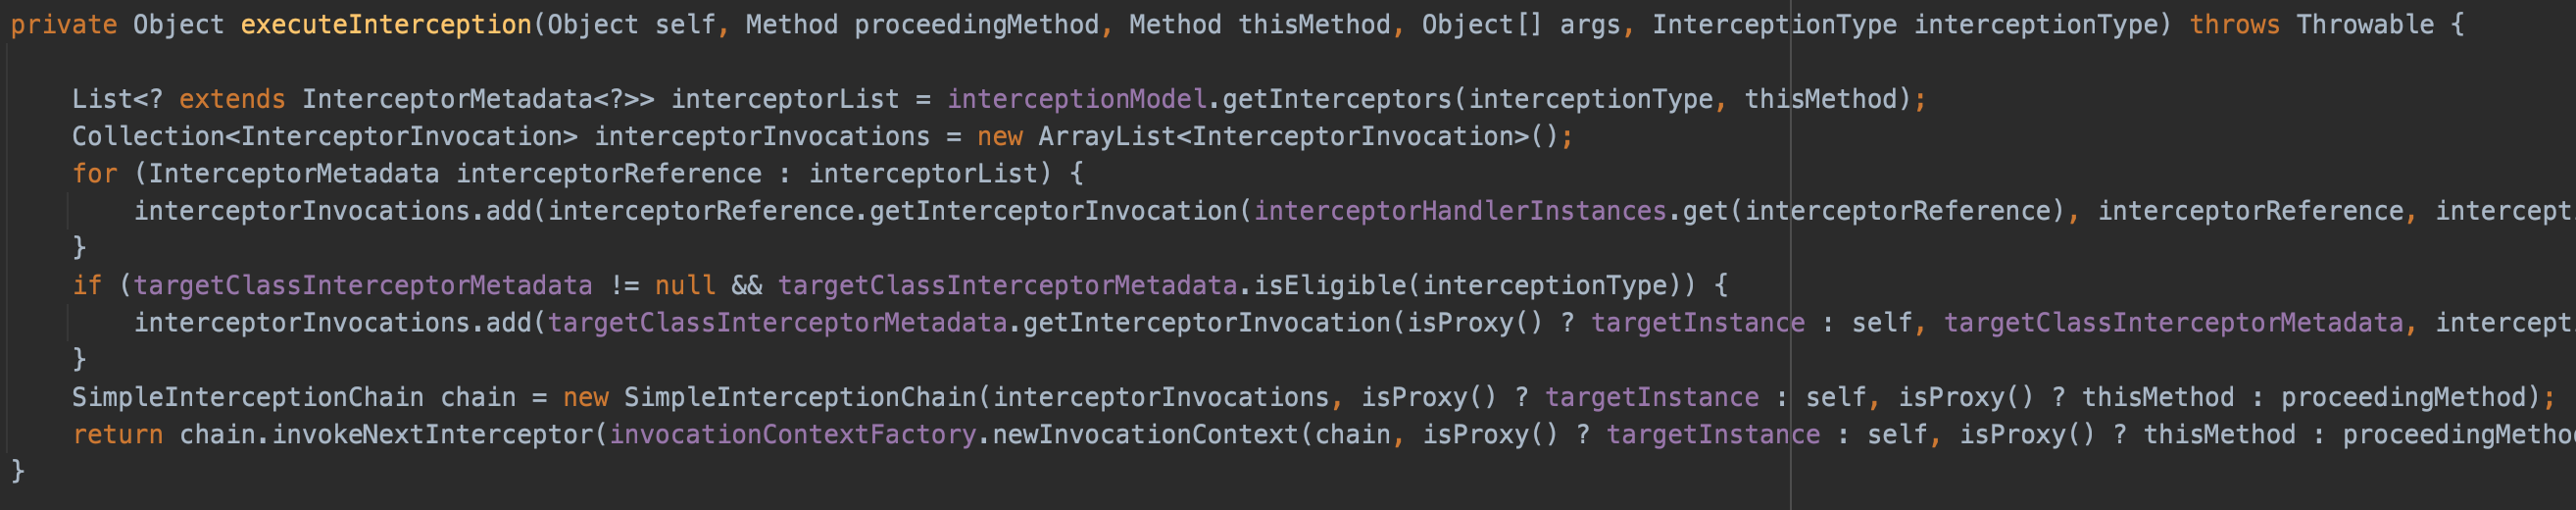 private Object executeInterception(Object self, Method proceedingMethod, Method thisMethod, Object[] args, InterceptionType interceptionType) throws Throwable {
List<? extends InterceptorMetadata<?>> interceptorList = interceptionModel.getInterceptors(interceptionType, thisMethod);
Collection<InterceptorInvocation> interceptorInvocations = new ArrayList<InterceptorInvocation>();
for (InterceptorMetadata interceptorReference : interceptorList) {
interceptorInvocations.add(interceptorReference.getInterceptorInvocation(interceptorHandlerInstances.get(interceptorReference), interceptorReference, intercept
}
if (targetClassInterceptorMetadata != null && targetClassInterceptorMetadata.isEligible(interceptionType)) {
interceptorInvocations.add(targetClassInterceptorMetadata.getInterceptorInvocation(isProxy() ? targetInstance : self, targetClassInterceptorMetadata, intercept
}
SimpleInterceptionChain chain = new SimpleInterceptionChain(interceptorInvocations, isProxy() ? targetInstance : self, isProxy() ? thisMethod : proceedingMethod);
return chain.invokeNextInterceptor(invocationContextFactory.newInvocationContext(chain, isProxy() ? targetInstance : self, isProxy() ? thisMethod : proceedingMetho
}